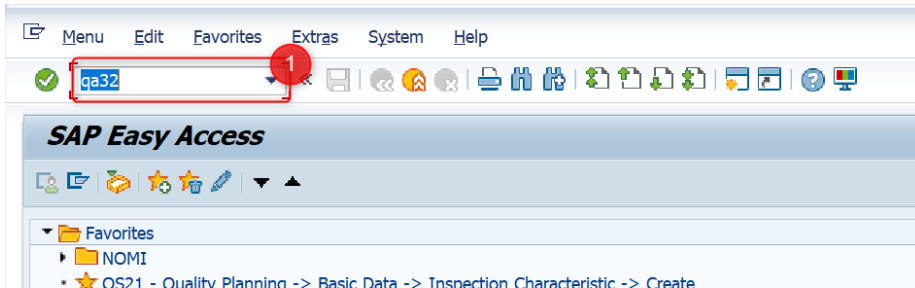 Menu Edit Favorites Extras System Help
1
qa32
SAP Easy Access
Favorites
NOMI
QS21 - Quality Planning -> Basic Data -> Inspection Characteristic -> Create